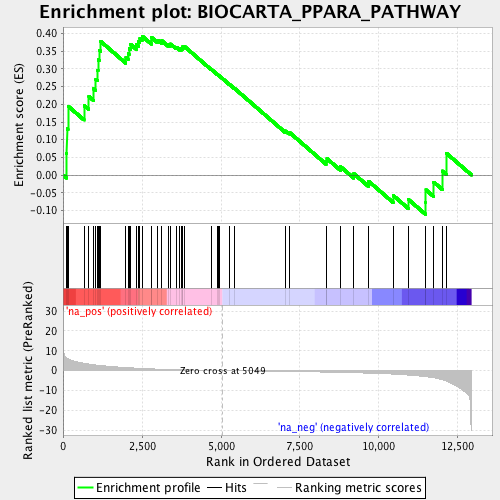 Enrichment plot: BIOCARTA_PPARA_PATHWAY
Enrichment score (ES)
0.40
0.35
0.30
0.25
0.20
0.15
0.10
0.05
0.00
-0.05
-0.10
'na_pos' (positively correlated)
Ranked list metric (PreRanked)
30
20
10
0
-10
-20
-30
Zero cross at 5049
'na_neg' (negatively correlated)
0
2,500
5,000
7,500
10,000
12,500
Rank in Ordered Dataset
Enrichment profile
Hits
Ranking metric scores